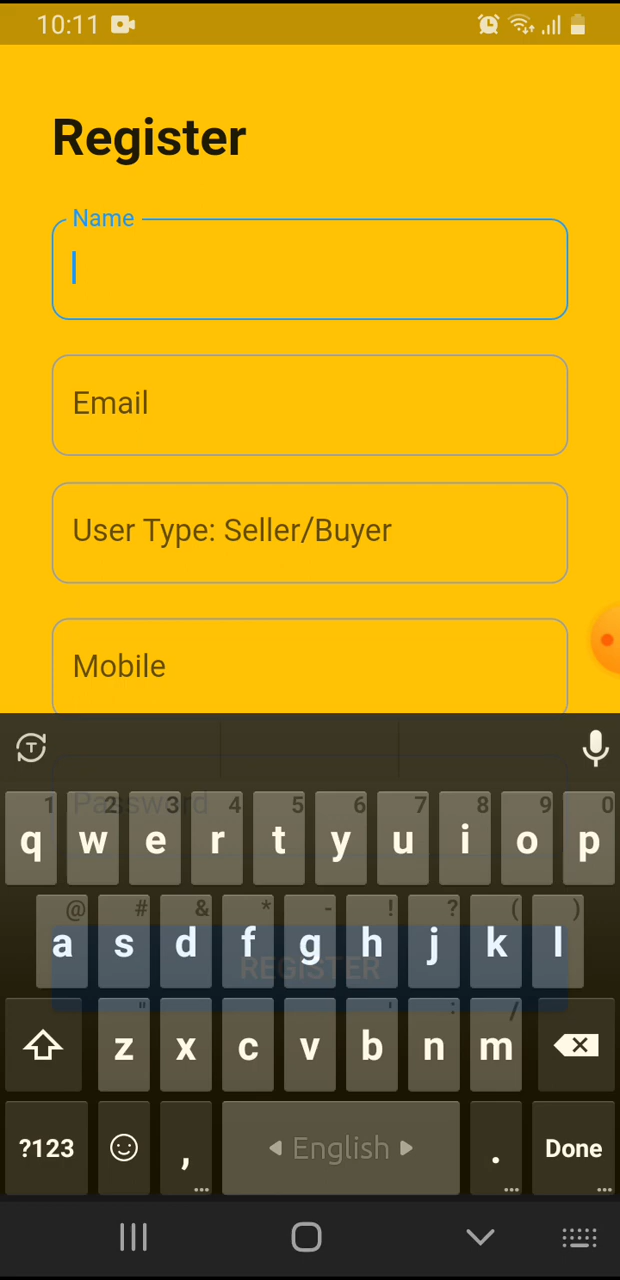 10:11
Register
Name
Email
User Type: Seller/Buyer
Mobile
Password
1 2 3 4 5 6 7 8 9 0
q w e r t y u i o p
@ # & * - ! ? ( )
a s d f g h j k l
REGISTER
" ' : /
z x c v b n m
?123 , English . Done